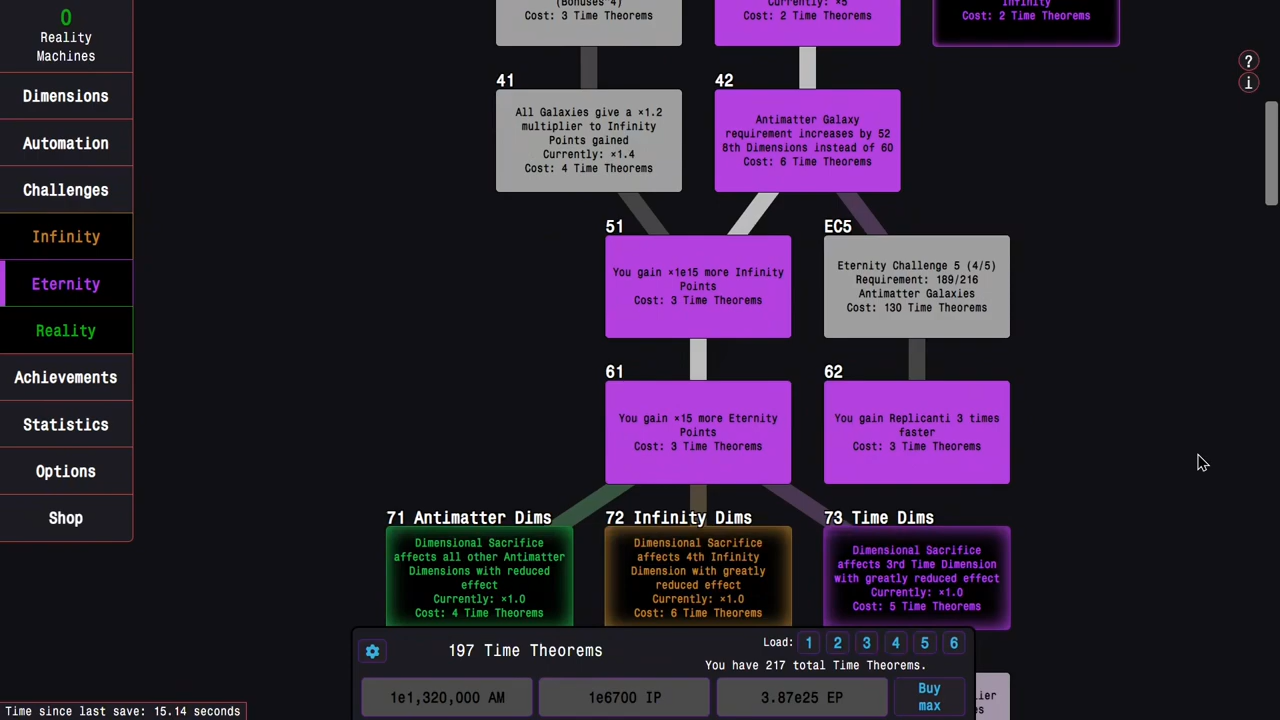 0
Reality
Machines
Dimensions
Automation
Challenges
Infinity
Eternity
Reality
Achievements
Statistics
Options
Shop
Time since last save: 15.14 seconds
(Bonuses^4)
Cost: 3 Time Theorems
Currently: ×5
Cost: 2 Time Theorems
Infinity
Cost: 2 Time Theorems
?
i
41
All Galaxies give a ×1.2
multiplier to Infinity
Points gained
Currently: ×1.4
Cost: 4 Time Theorems
42
Antimatter Galaxy
requirement increases by 52
8th Dimensions instead of 60
Cost: 6 Time Theorems
51
You gain ×1e15 more Infinity
Points
Cost: 3 Time Theorems
EC5
Eternity Challenge 5 (4/5)
Requirement: 189/216
Antimatter Galaxies
Cost: 130 Time Theorems
61
You gain ×15 more Eternity
Points
Cost: 3 Time Theorems
62
You gain Replicanti 3 times
faster
Cost: 3 Time Theorems
71 Antimatter Dims
Dimensional Sacrifice
affects all other Antimatter
Dimensions with reduced
effect
Currently: ×1.0
Cost: 4 Time Theorems
72 Infinity Dims
Dimensional Sacrifice
affects 4th Infinity
Dimension with greatly
reduced effect
Currently: ×1.0
Cost: 6 Time Theorems
73 Time Dims
Dimensional Sacrifice
affects 3rd Time Dimension
with greatly reduced effect
Currently: ×1.0
Cost: 5 Time Theorems
197 Time Theorems
Load: 1 2 3 4 5 6
You have 217 total Time Theorems.
1e1,320,000 AM
1e6700 IP
3.87e25 EP
Buy
max